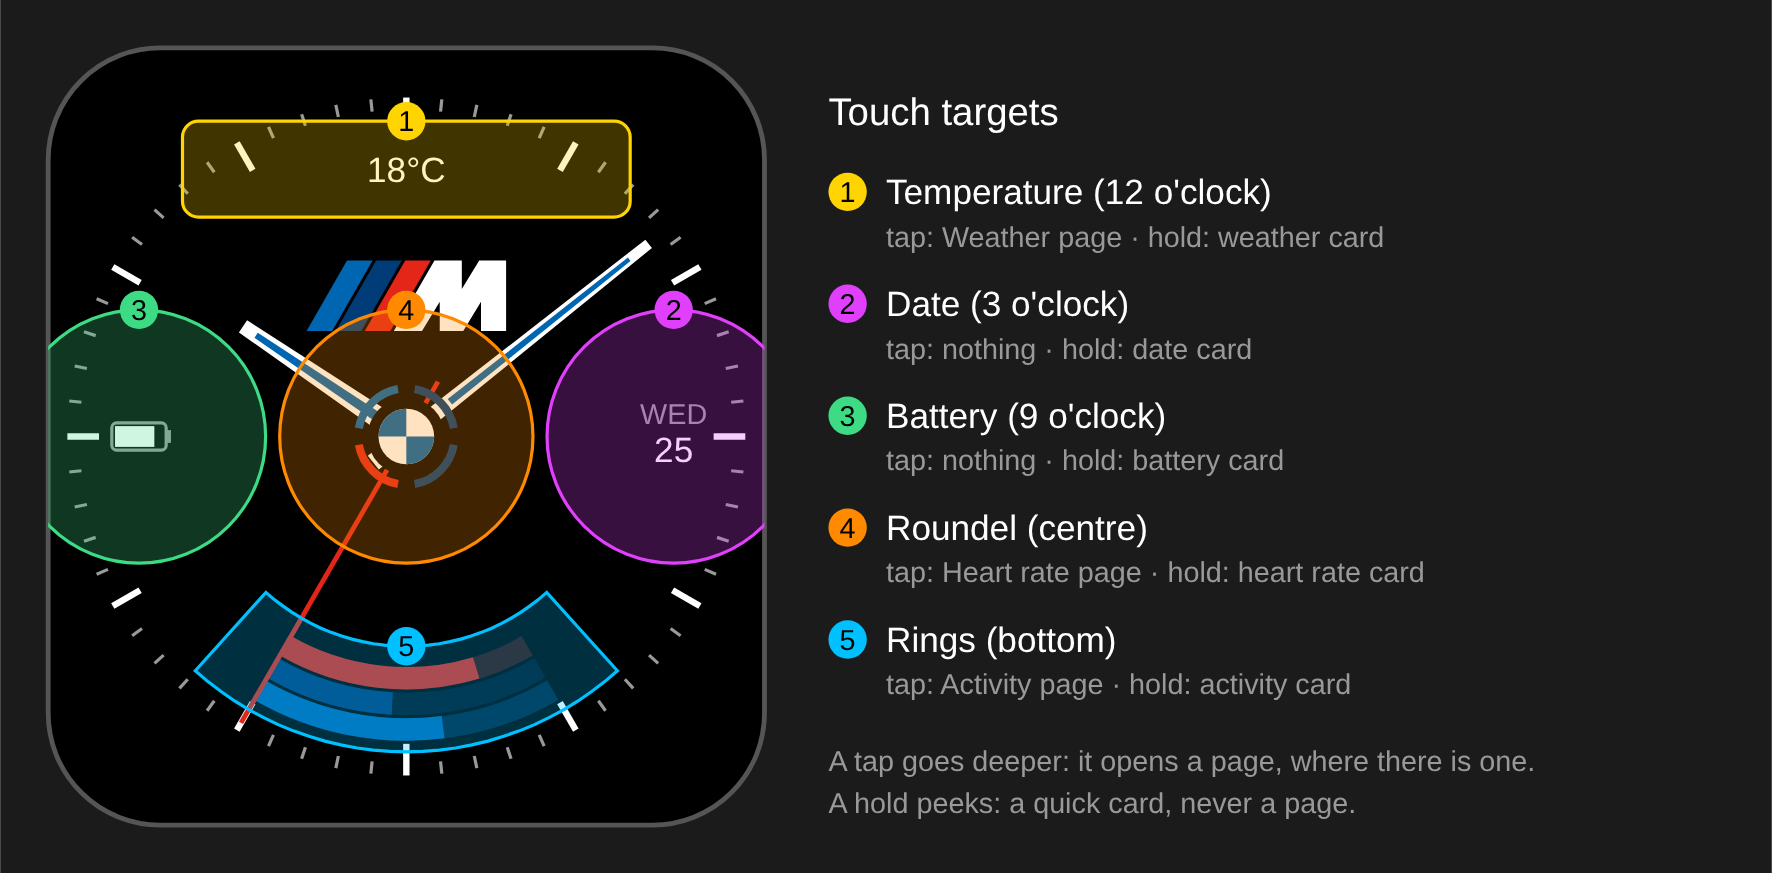 1
18°C
M
3
4
2
WED
25
5
Touch targets
1 Temperature (12 o'clock)
tap: Weather page · hold: weather card
2 Date (3 o'clock)
tap: nothing · hold: date card
3 Battery (9 o'clock)
tap: nothing · hold: battery card
4 Roundel (centre)
tap: Heart rate page · hold: heart rate card
5 Rings (bottom)
tap: Activity page · hold: activity card
A tap goes deeper: it opens a page, where there is one.
A hold peeks: a quick card, never a page.